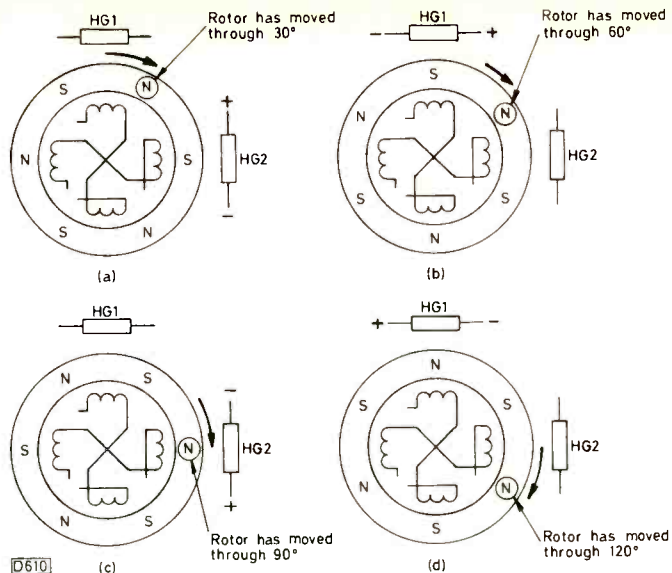 HG1
Rotor has moved
through 30°
S
N
+
N
S
HG2
S
N
−
(a)
− HG1 +
Rotor has moved
through 60°
S
N
N
HG2
S
S
N
(b)
HG1
N
S
−
S
N
HG2
N
S
+
Rotor has moved
through 90°
(c)
+ HG1 −
S
N
S
HG2
N
N
S
Rotor has moved
through 120°
(d)
D610